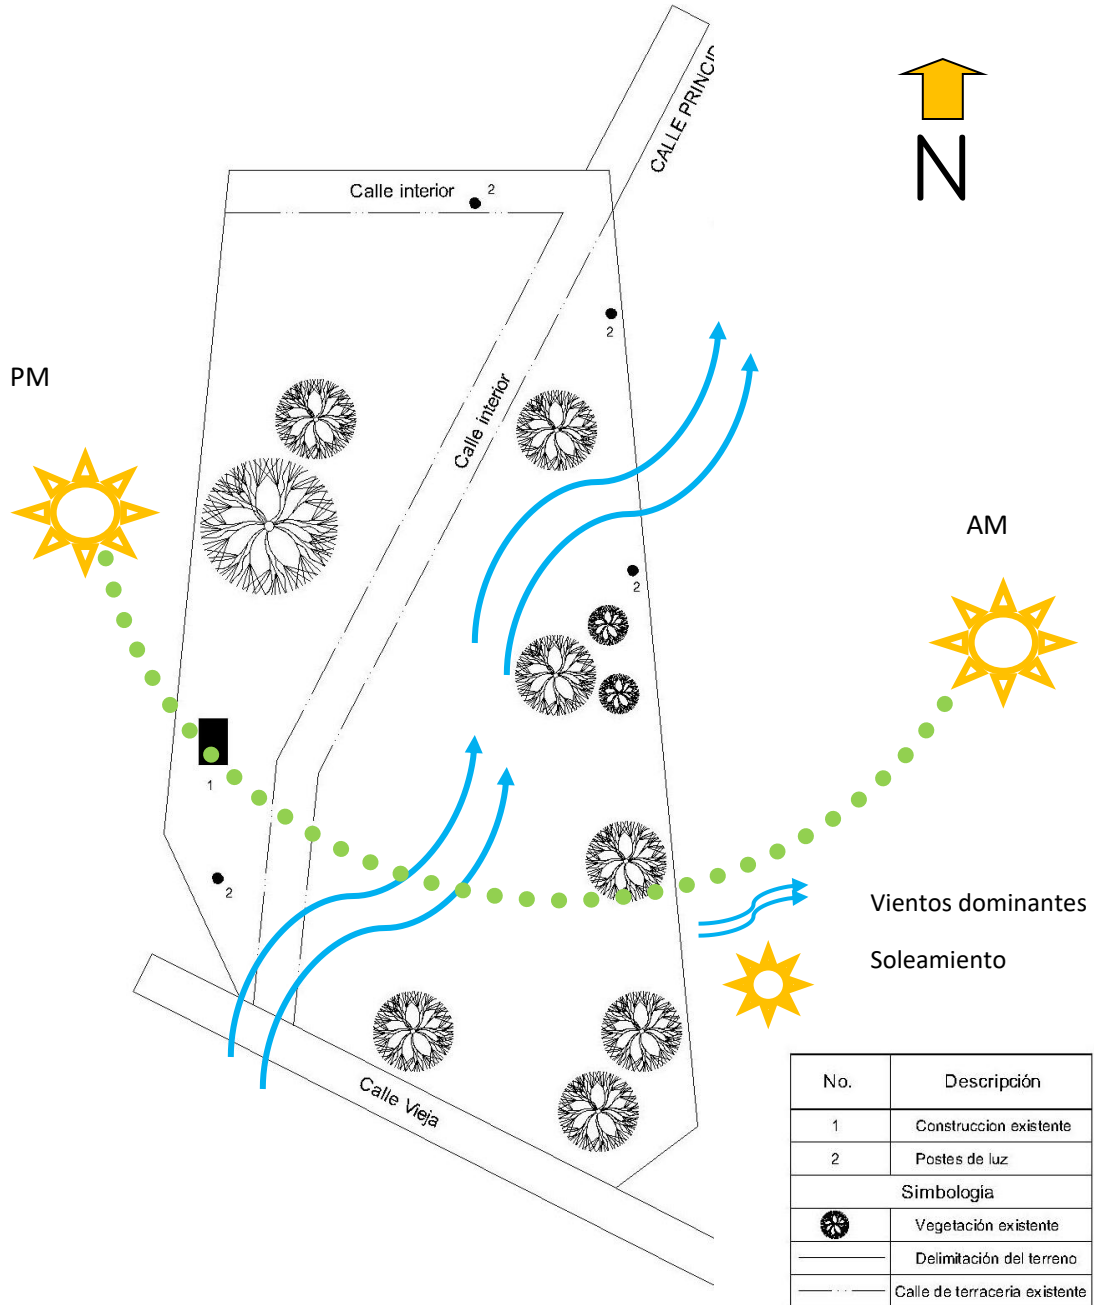 CALLE PRINCIP
N
Calle interior
2
2
PM
Calle interior
AM
2
1
2
Vientos dominantes
Soleamiento
Calle Vieja
No. Descripción
1 Construccion existente
2 Postes de luz
Simbología
Vegetación existente
Delimitación del terreno
Calle de terraceria existente